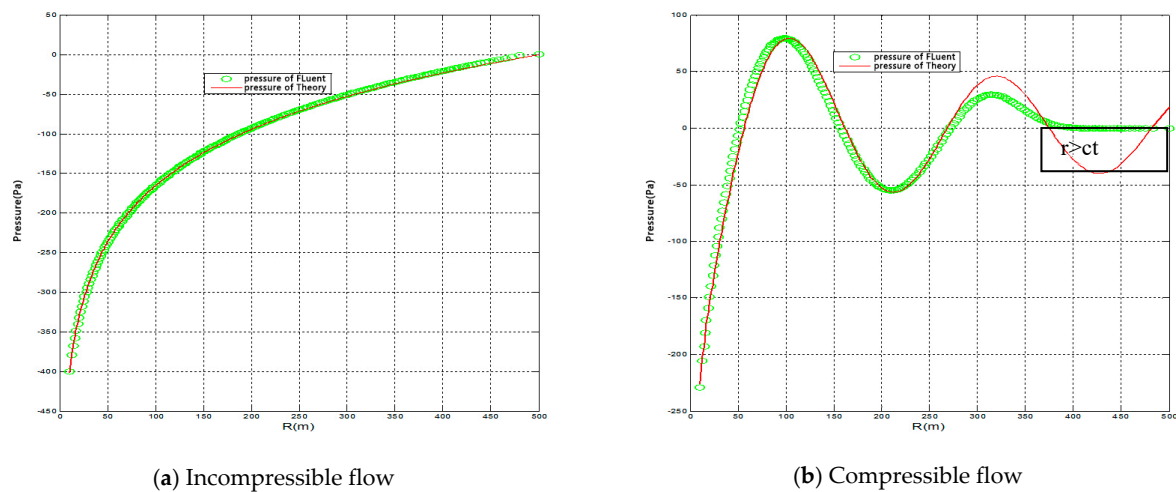 50
0
-50
-100
-150
-200
-250
-300
-350
-400
-450
Pressure(Pa)
pressure of FLuent
pressure of Theory
0 50 100 150 200 250 300 350 400 450 500
R(m)
(a) Incompressible flow
100
50
0
-50
-100
-150
-200
-250
Pressure(Pa)
pressure of FLuent
pressure of Theory
r>ct
0 50 100 150 200 250 300 350 400 450 500
R(m)
(b) Compressible flow